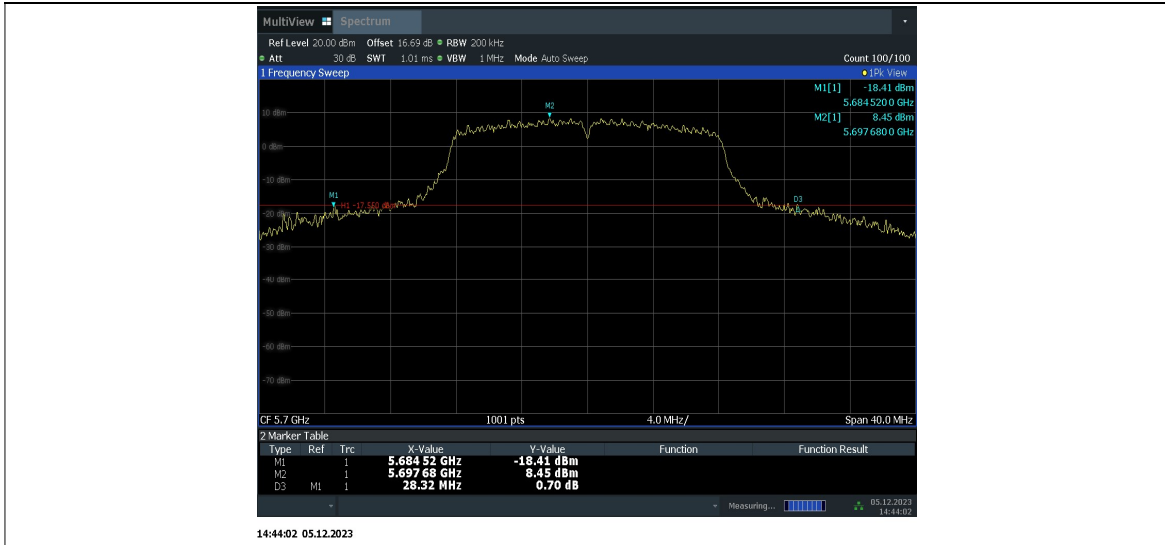 MultiView Spectrum
Ref Level 20.00 dBm Offset 16.69 dB RBW 200 kHz
Att 30 dB SWT 1.01 ms VBW 1 MHz Mode Auto Sweep Count 100/100
1 Frequency Sweep 1Pk View
M1[1] -18.41 dBm
5.684 520 0 GHz
M2[1] 8.45 dBm
5.697 680 0 GHz
M2
10 dBm
0 dBm
-10 dBm
M1
H1 -17.550 dBm
D3
-20 dBm
-30 dBm
-40 dBm
-50 dBm
-60 dBm
-70 dBm
CF 5.7 GHz 1001 pts 4.0 MHz/ Span 40.0 MHz
2 Marker Table
Type Ref Trc X-Value Y-Value Function Function Result
M1 1 5.684 52 GHz -18.41 dBm
M2 1 5.697 68 GHz 8.45 dBm
D3 M1 1 28.32 MHz 0.70 dB
Measuring... 05.12.2023
14:44:02
14:44:02 05.12.2023